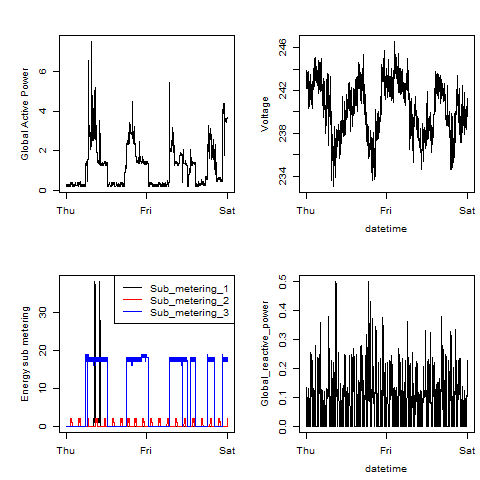 Global Active Power
0 2 4 6
Thu Fri Sat
Voltage
234 238 242 246
Thu Fri Sat
datetime
Energy sub metering
0 10 20 30
Thu Fri Sat
Sub_metering_1
Sub_metering_2
Sub_metering_3
Global_reactive_power
0.0 0.1 0.2 0.3 0.4 0.5
Thu Fri Sat
datetime